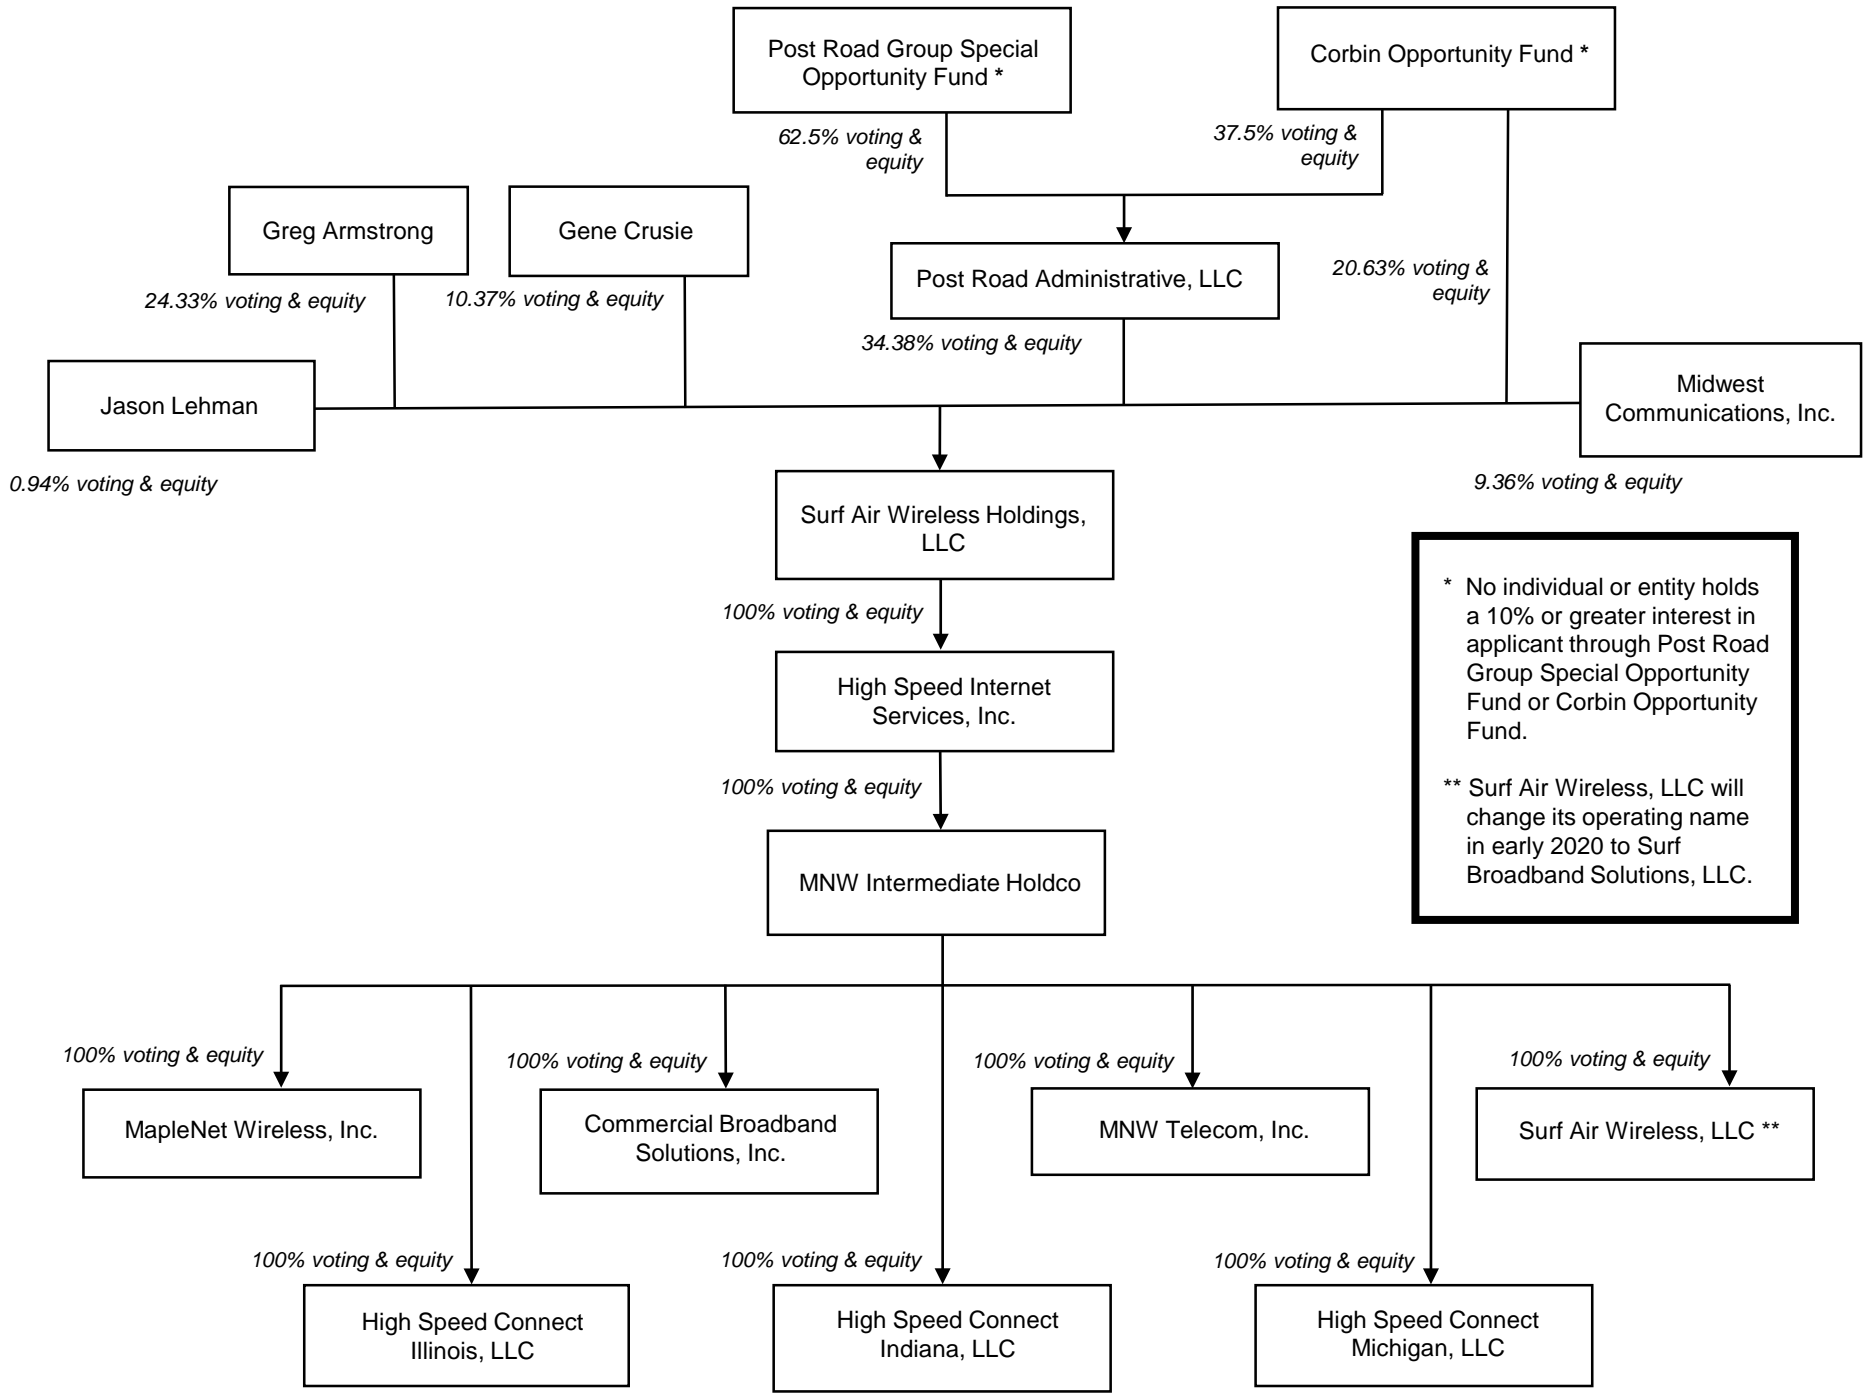 Post Road Group Special
Opportunity Fund *
Corbin Opportunity Fund *
62.5% voting &
equity
37.5% voting &
equity
Greg Armstrong
Gene Crusie
Post Road Administrative, LLC
24.33% voting & equity
10.37% voting & equity
20.63% voting &
equity
34.38% voting & equity
Jason Lehman
Midwest
Communications, Inc.
0.94% voting & equity
9.36% voting & equity
Surf Air Wireless Holdings,
LLC
100% voting & equity
High Speed Internet
Services, Inc.
100% voting & equity
MNW Intermediate Holdco
* No individual or entity holds
a 10% or greater interest in
applicant through Post Road
Group Special Opportunity
Fund or Corbin Opportunity
Fund.
** Surf Air Wireless, LLC will
change its operating name
in early 2020 to Surf
Broadband Solutions, LLC.
100% voting & equity
100% voting & equity
100% voting & equity
100% voting & equity
MapleNet Wireless, Inc.
Commercial Broadband
Solutions, Inc.
MNW Telecom, Inc.
Surf Air Wireless, LLC **
100% voting & equity
100% voting & equity
100% voting & equity
High Speed Connect
Illinois, LLC
High Speed Connect
Indiana, LLC
High Speed Connect
Michigan, LLC